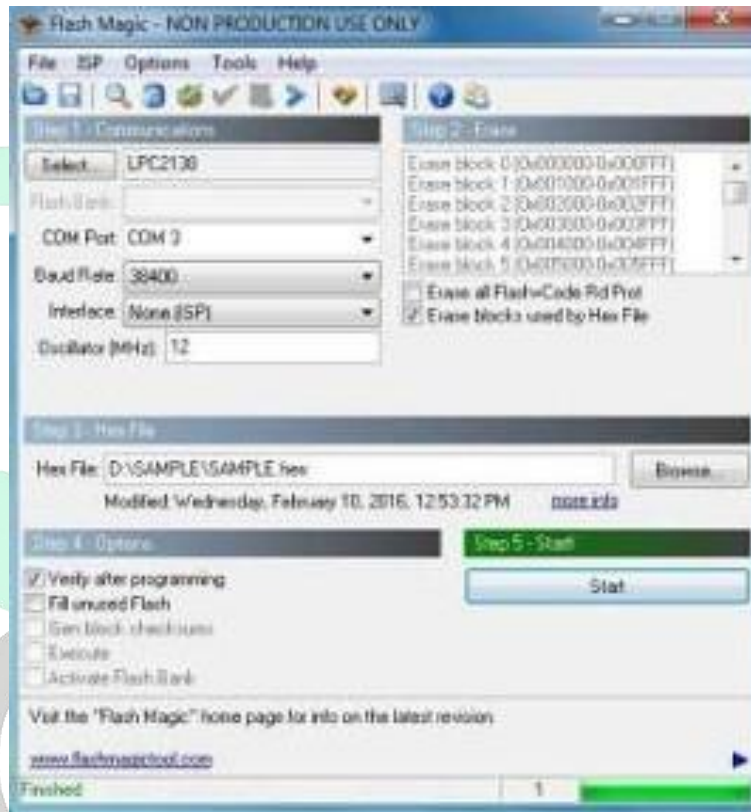 Flash Magic - NON PRODUCTION USE ONLY
File ISP Options Tools Help
Step 1 - Communications
Select... LPC2138
Flash Bank:
COM Port: COM 3
Baud Rate: 38400
Interface: None (ISP)
Oscillator (MHz): 12
Step 2 - Erase
Erase block 0 (0x000000-0x000FFF)
Erase block 1 (0x001000-0x001FFF)
Erase block 2 (0x002000-0x002FFF)
Erase block 3 (0x003000-0x003FFF)
Erase block 4 (0x004000-0x004FFF)
Erase block 5 (0x005000-0x005FFF)
Erase all Flash+Code Rd Prot
Erase blocks used by Hex File
Step 3 - Hex File
Hex File: D:\SAMPLE\SAMPLE.hex Browse...
Modified: Wednesday, February 10, 2016, 12:53:32 PM more info
Step 4 - Options
Verify after programming
Fill unused Flash
Gen block checksums
Execute
Activate Flash Bank
Step 5 - Start!
Start
Visit the "Flash Magic" home page for info on the latest revision
www.flashmagictool.com
Finished 1